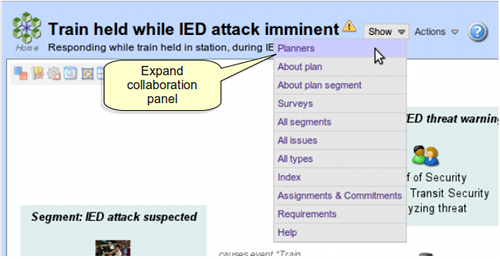 Train held while IED attack imminent
Show
Actions
?
Home
Responding while train held in station, during IE
Planners
Expand
collaboration
panel
About plan
About plan segment
Surveys
All segments
All issues
All types
Index
Assignments & Commitments
Requirements
Help
IED threat warning
of Security
Transit Security
yzing threat
Segment: IED attack suspected
causes event "Train